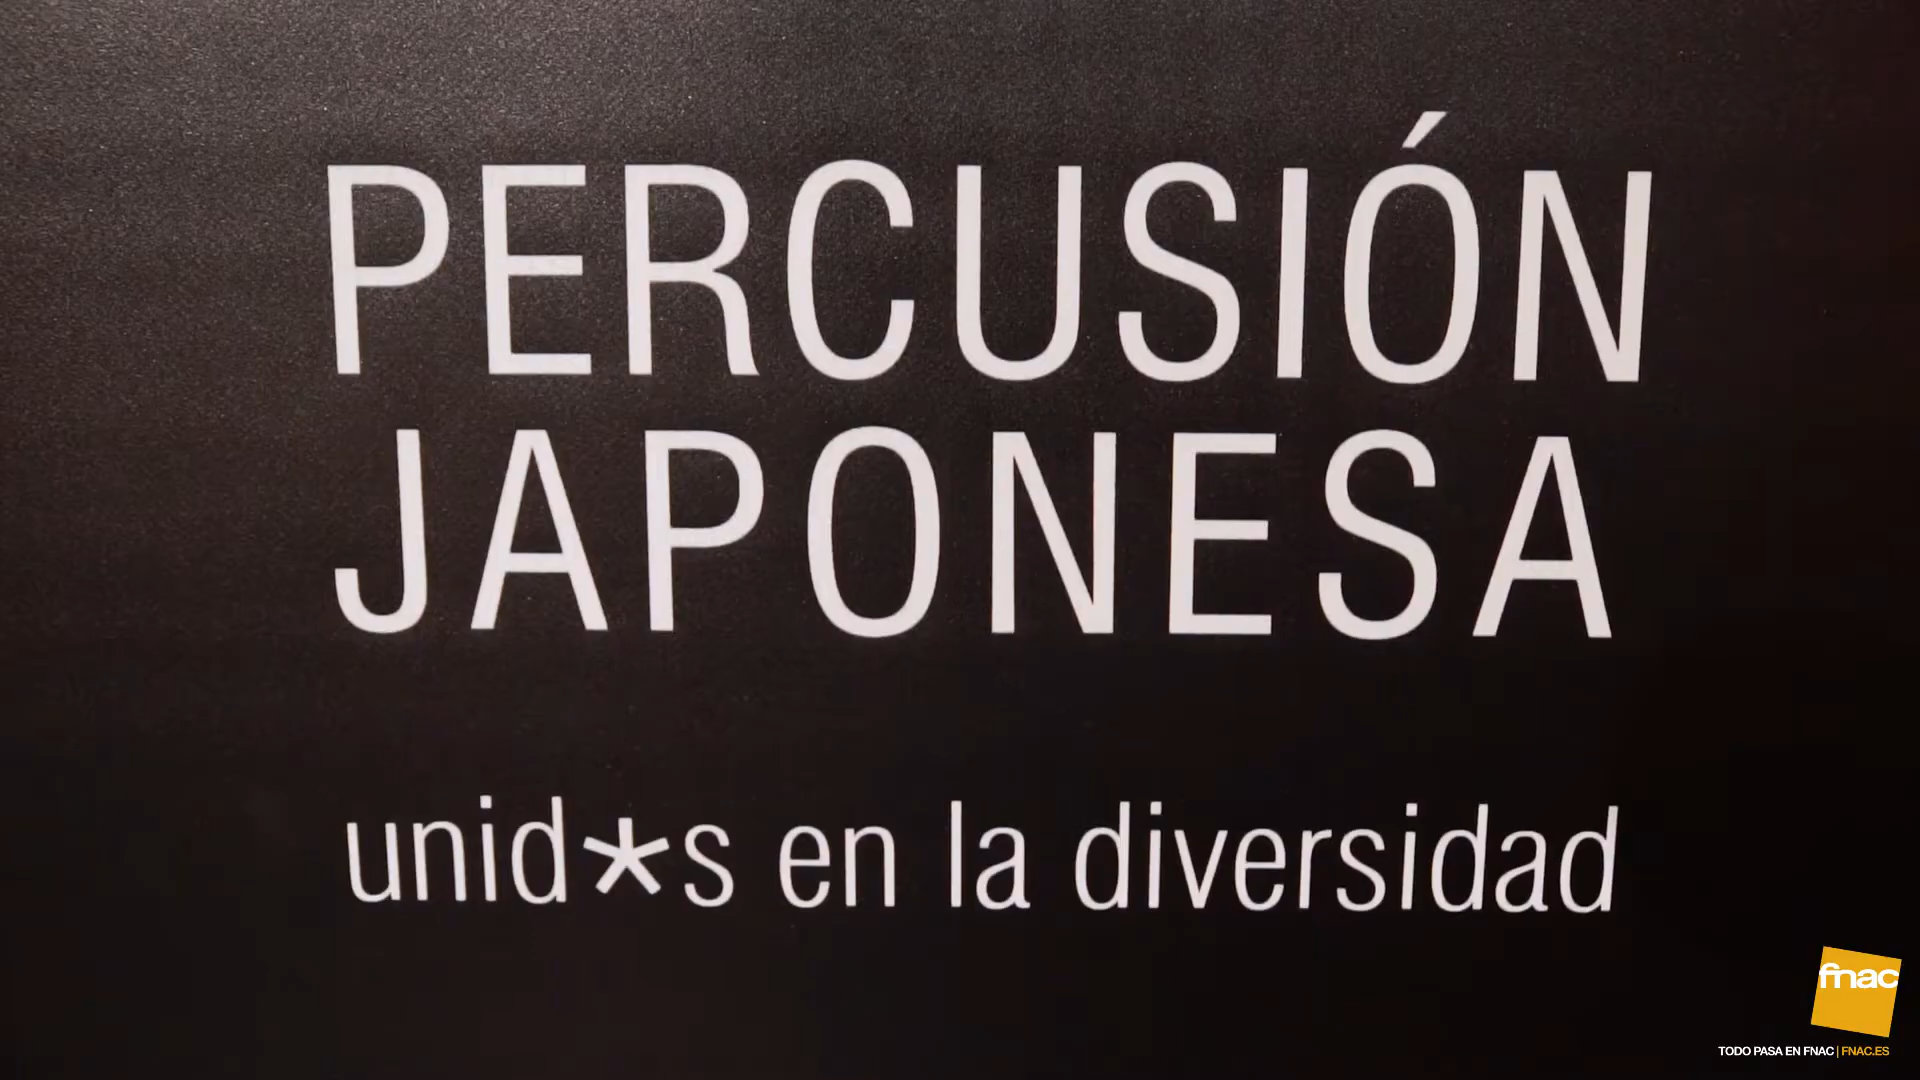 PERCUSIÓN
JAPONESA
unid*s en la diversidad
fnac
TODO PASA EN FNAC | FNAC.ES